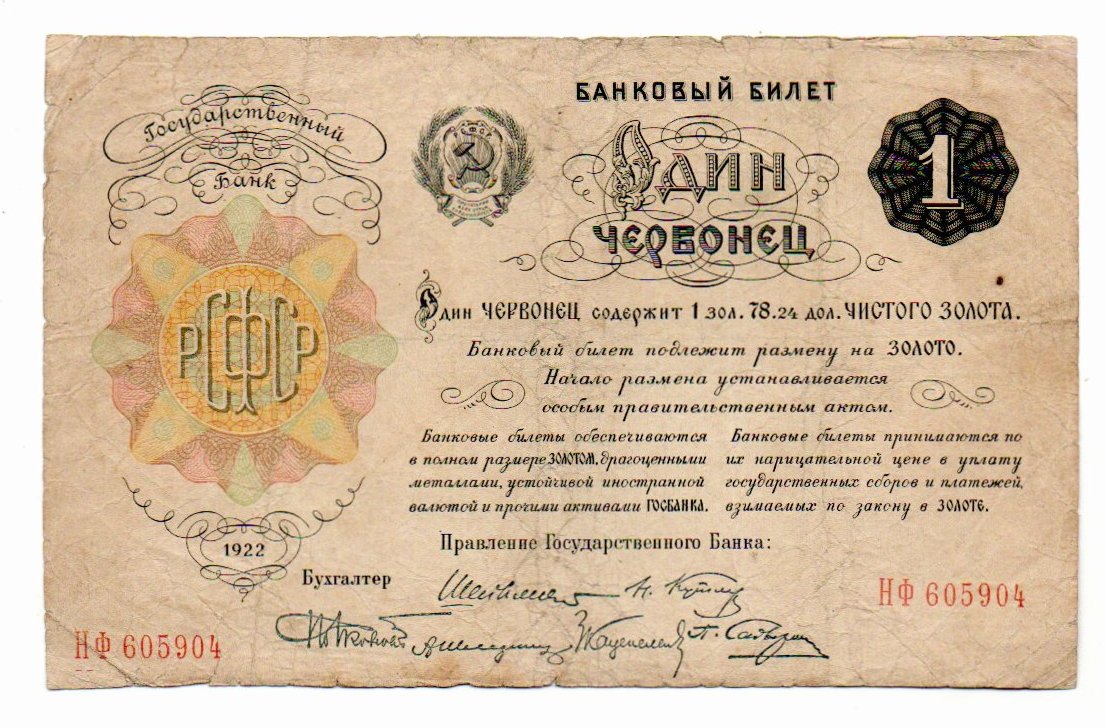 БАНКОВЫЙ БИЛЕТ
Государственный
Банк
РСФСР
ОДИН
ЧЕРВОНЕЦ
1
Один ЧЕРВОНЕЦ содержит 1 зол. 78.24 дол. ЧИСТОГО ЗОЛОТА.
Банковый билет подлежит размену на ЗОЛОТО.
Начало размена устанавливается
особым правительственным актом.
РСФСР
Банковые билеты обеспечиваются
в полном размере ЗОЛОТОМ, драгоценными
металлами, устойчивой иностранной
валютой и прочими активами ГОСБАНКА.
Банковые билеты принимаются по
их нарицательной цене в уплату
государственных сборов и платежей,
взимаемых по закону в ЗОЛОТЕ.
1922
Правление Государственного Банка:
Бухгалтер
НФ 605904
НФ 605904